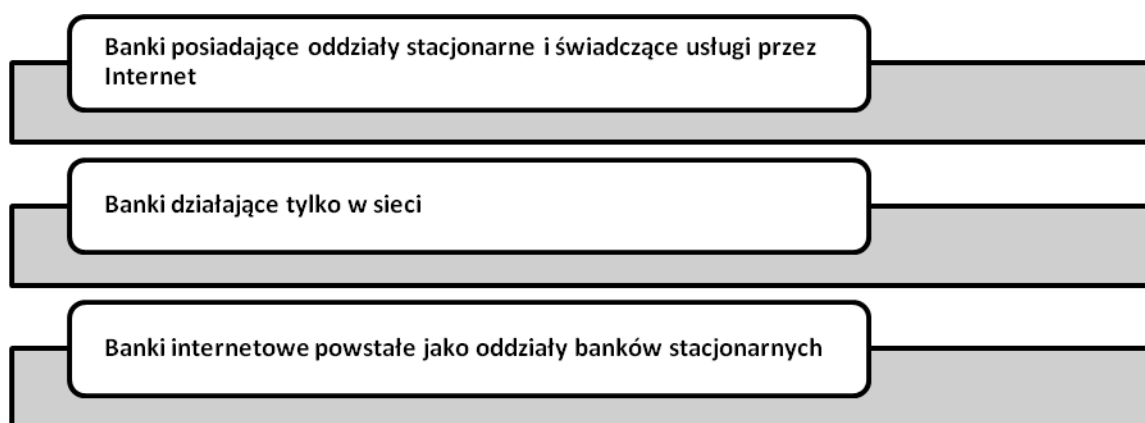 Banki posiadające oddziały stacjonarne i świadczące usługi przez
Internet
Banki działające tylko w sieci
Banki internetowe powstałe jako oddziały banków stacjonarnych